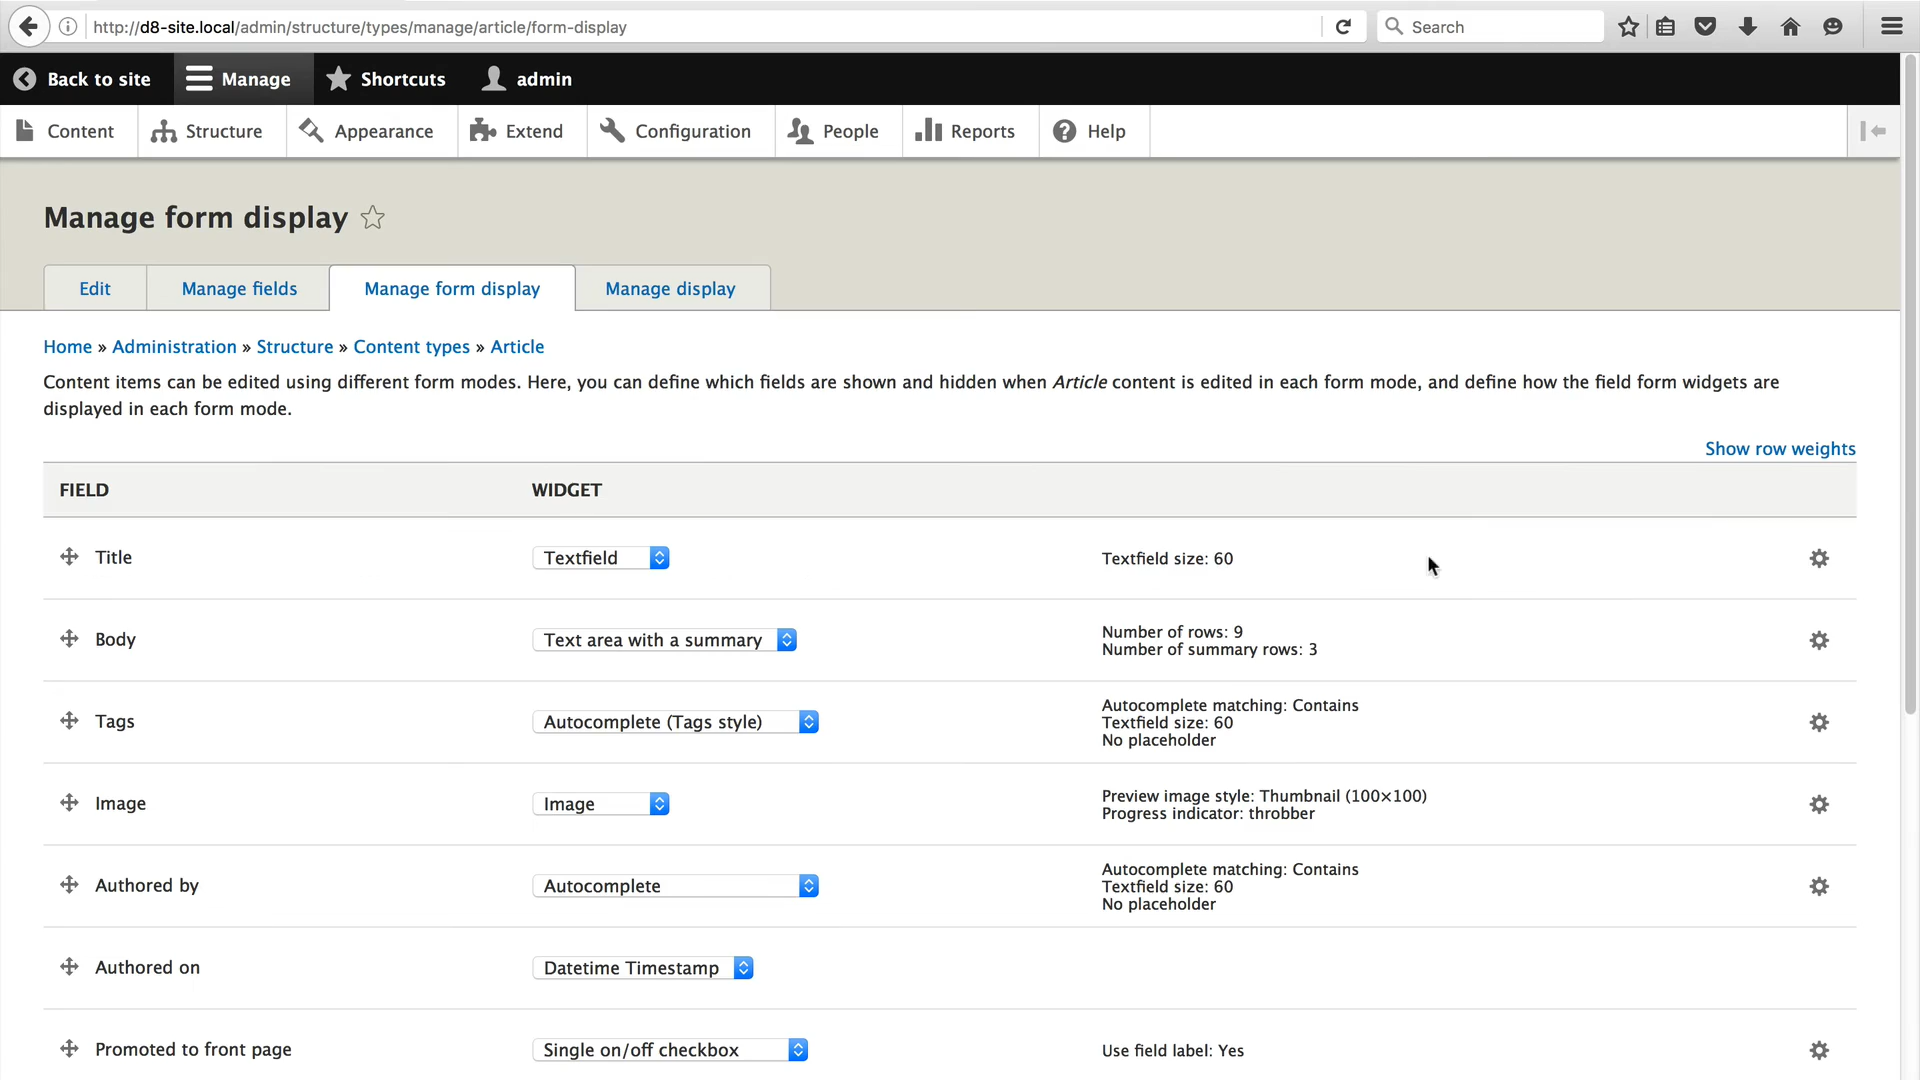 http://d8-site.local/admin/structure/types/manage/article/form-display
Search
Back to site
Manage
Shortcuts
admin
Content
Structure
Appearance
Extend
Configuration
People
Reports
Help
Manage form display
Edit
Manage fields
Manage form display
Manage display
Home » Administration » Structure » Content types » Article
Content items can be edited using different form modes. Here, you can define which fields are shown and hidden when Article content is edited in each form mode, and define how the field form widgets are
displayed in each form mode.
Show row weights
FIELD
WIDGET
Title
Textfield
Textfield size: 60
Body
Text area with a summary
Number of rows: 9
Number of summary rows: 3
Tags
Autocomplete (Tags style)
Autocomplete matching: Contains
Textfield size: 60
No placeholder
Image
Image
Preview image style: Thumbnail (100×100)
Progress indicator: throbber
Authored by
Autocomplete
Autocomplete matching: Contains
Textfield size: 60
No placeholder
Authored on
Datetime Timestamp
Promoted to front page
Single on/off checkbox
Use field label: Yes